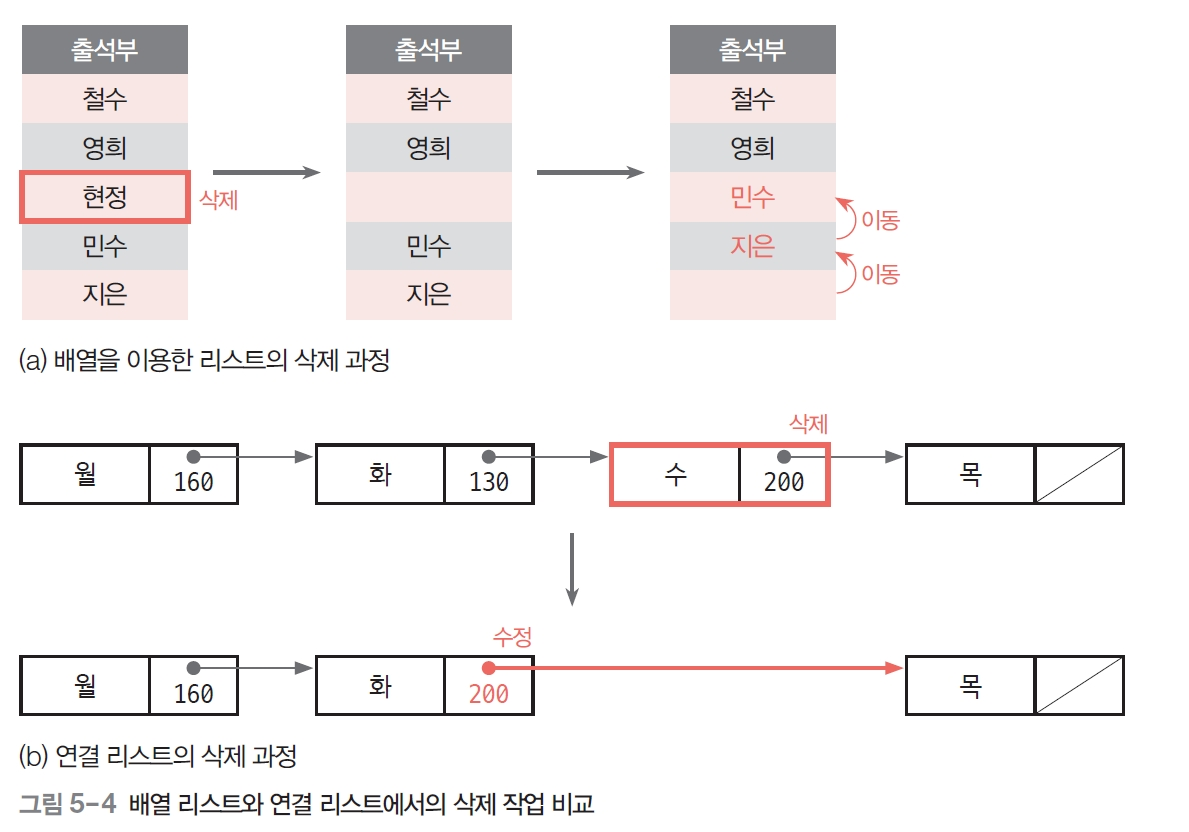 출석부 출석부 출석부
철수 철수 철수
영희 영희 영희
현정 삭제 민수 이동
민수 민수 지은 이동
지은 지은
(a) 배열을 이용한 리스트의 삭제 과정
삭제
월 160 화 130 수 200 목
수정
월 160 화 200 목
(b) 연결 리스트의 삭제 과정
그림 5-4 배열 리스트와 연결 리스트에서의 삭제 작업 비교